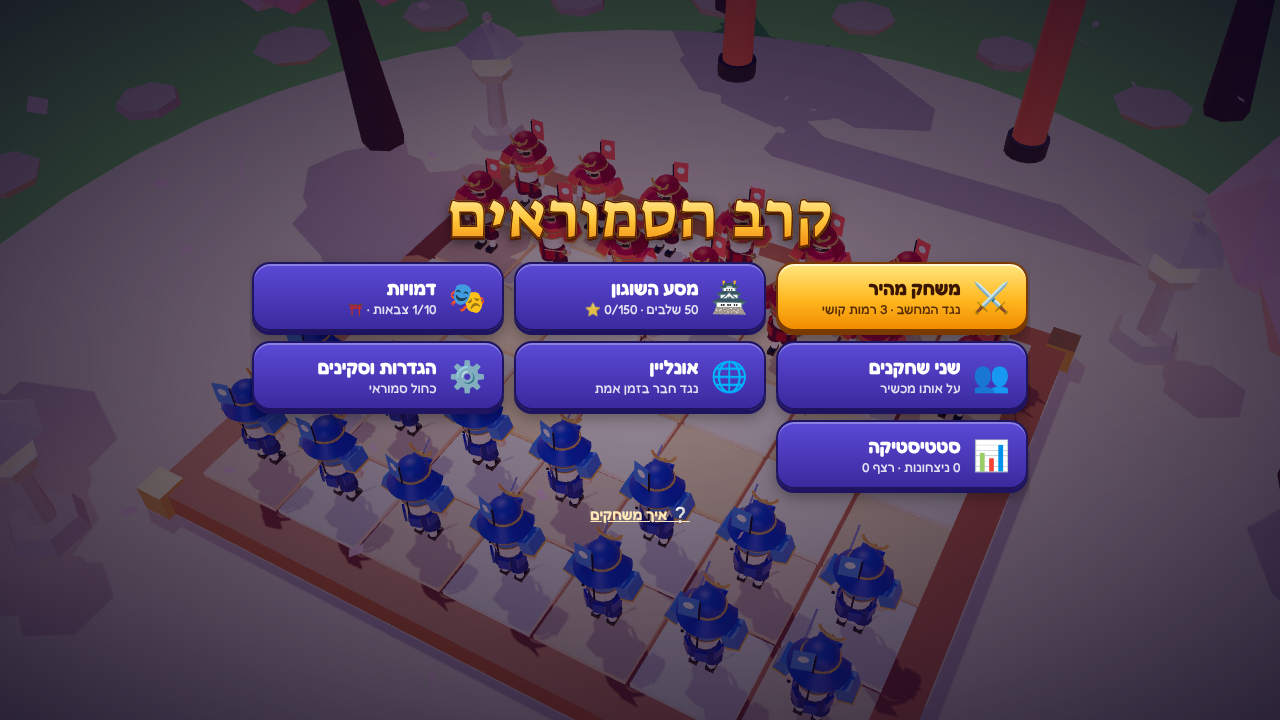 קרב הסמוראים
משחק מהיר
נגד המחשב · 3 רמות קושי
מסע השוגון
50 שלבים · 0/150 ⭐
דמויות
1/10 צבאות · ⛩️
שני שחקנים
על אותו מכשיר
אונליין
נגד חבר בזמן אמת
הגדרות וסקינים
כחול סמוראי
סטטיסטיקה
0 ניצחונות · רצף 0
❔ איך משחקים